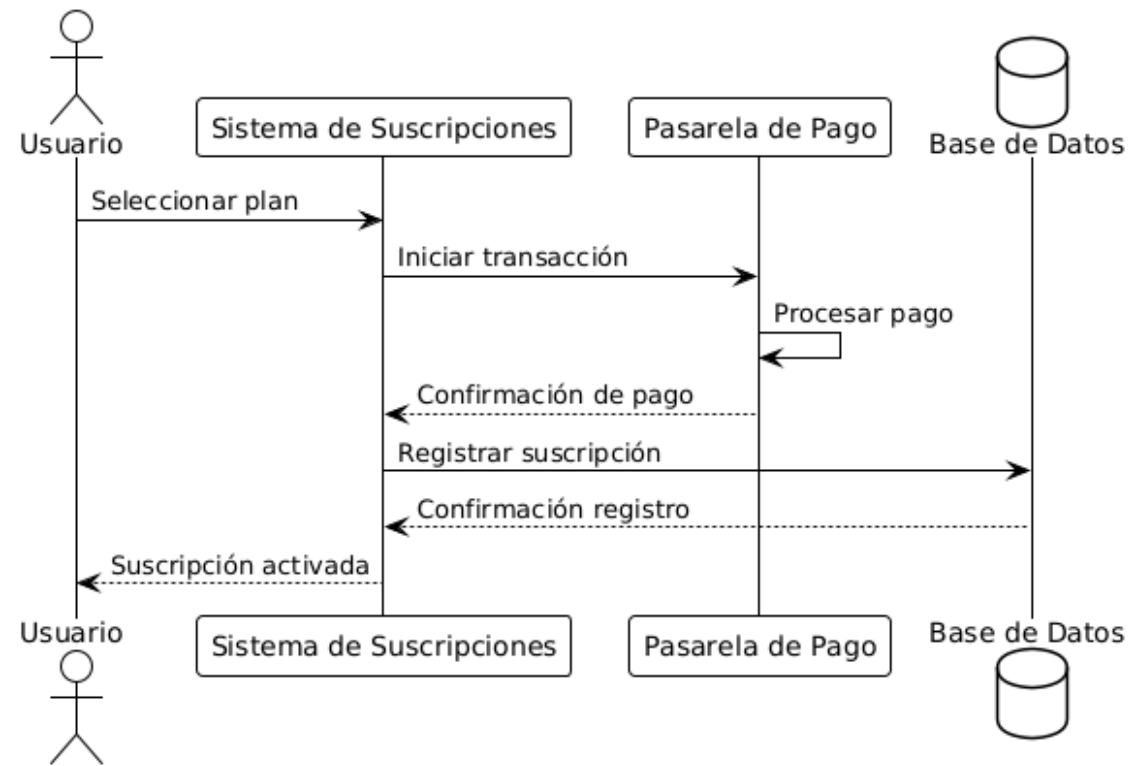 Usuario
Sistema de Suscripciones
Pasarela de Pago
Base de Datos
Seleccionar plan
Iniciar transacción
Procesar pago
Confirmación de pago
Registrar suscripción
Confirmación registro
Suscripción activada
Usuario
Sistema de Suscripciones
Pasarela de Pago
Base de Datos